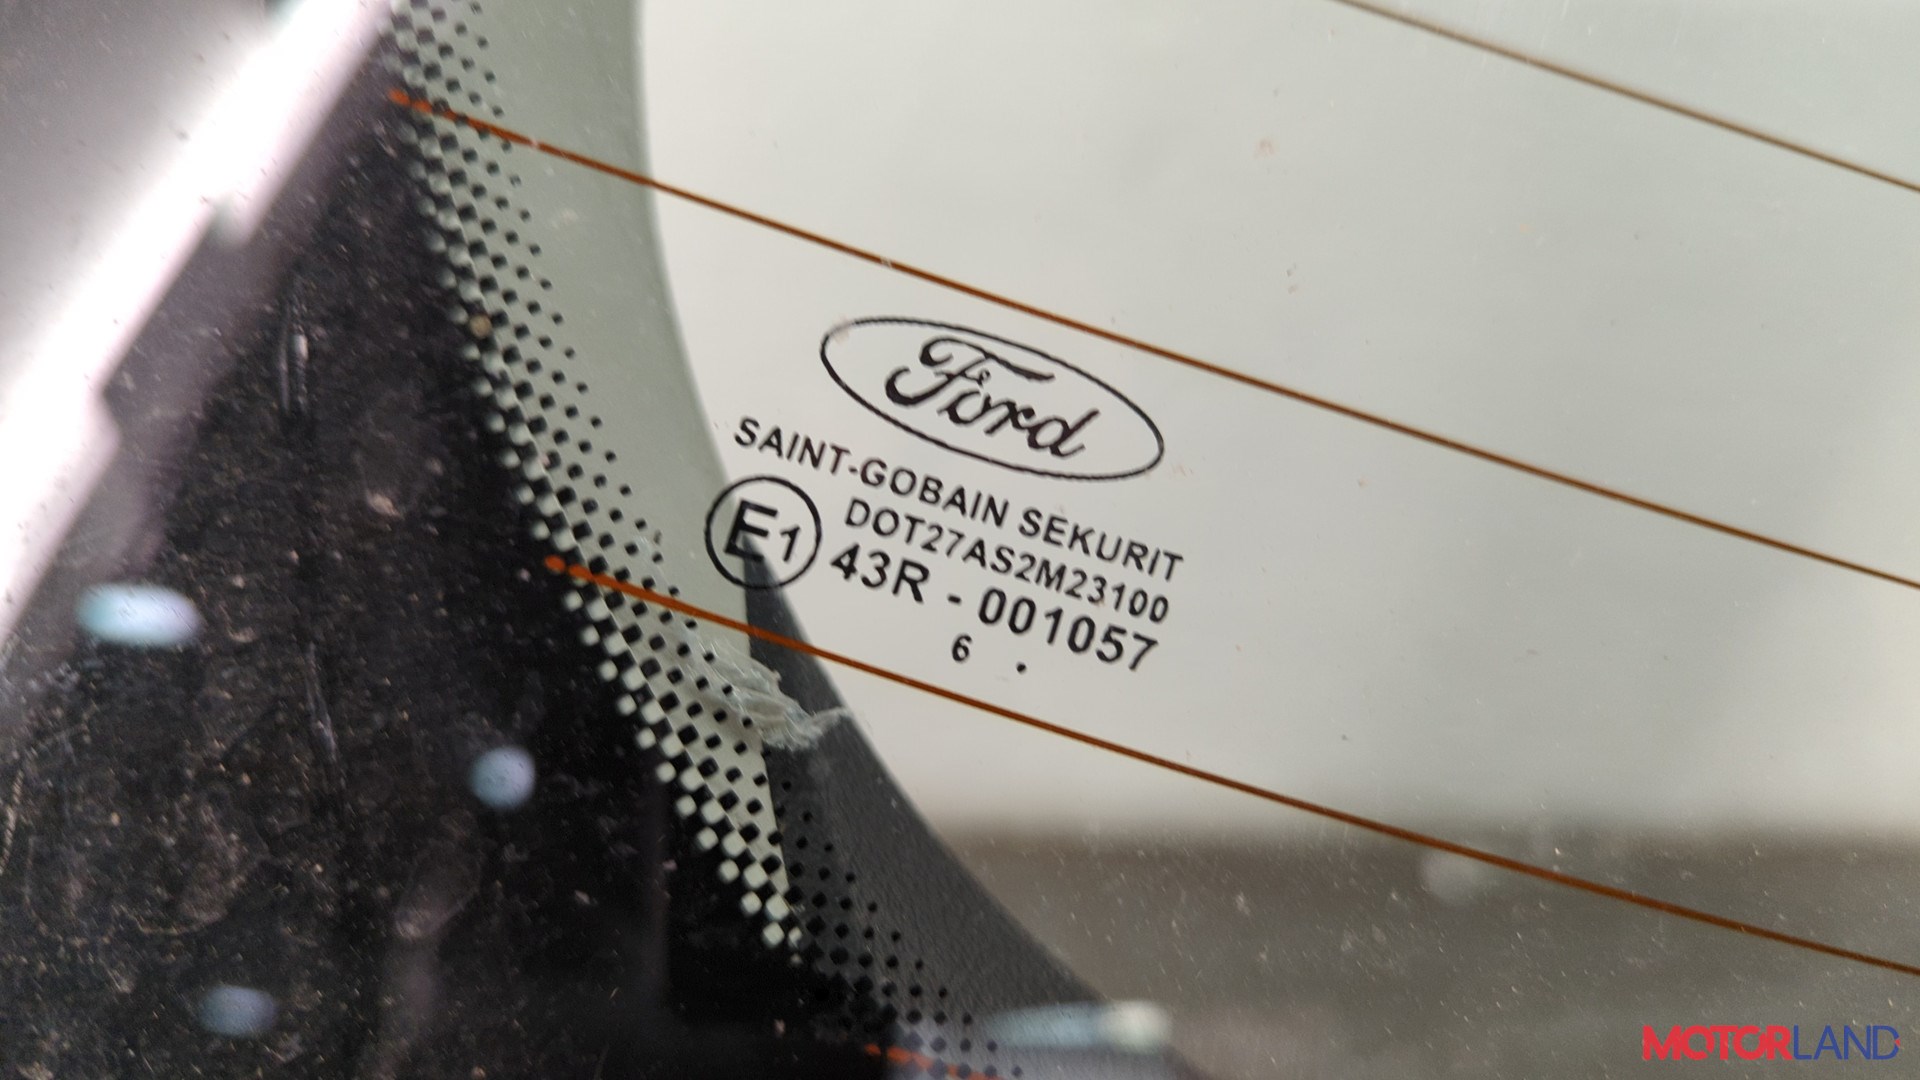 Ford
SAINT-GOBAIN SEKURIT
DOT27AS2M23100
E1
43R - 001057
6 .
MOTORLAND